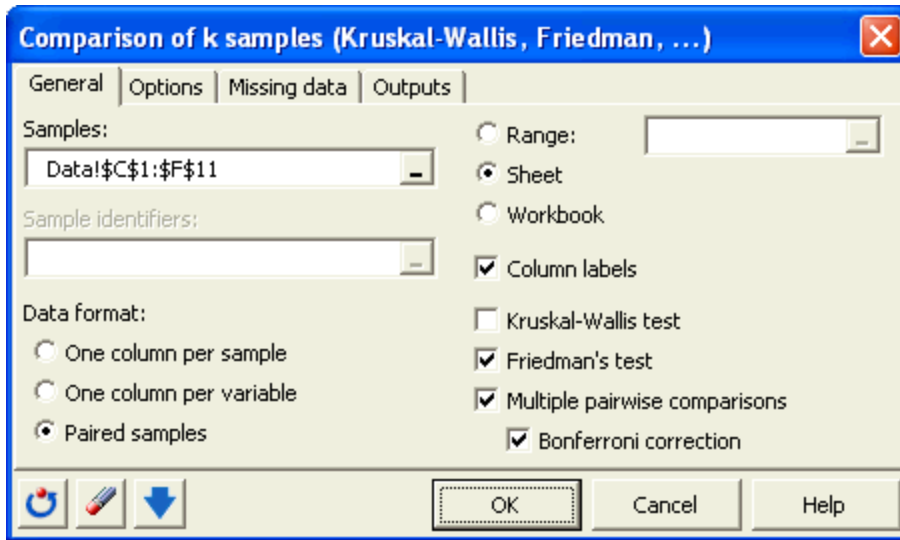 Comparison of k samples (Kruskal-Wallis, Friedman, ...)
General Options Missing data Outputs
Samples:
Data!$C$1:$F$11
Sample identifiers:
Data format:
One column per sample
One column per variable
Paired samples
Range:
Sheet
Workbook
Column labels
Kruskal-Wallis test
Friedman's test
Multiple pairwise comparisons
Bonferroni correction
OK Cancel Help